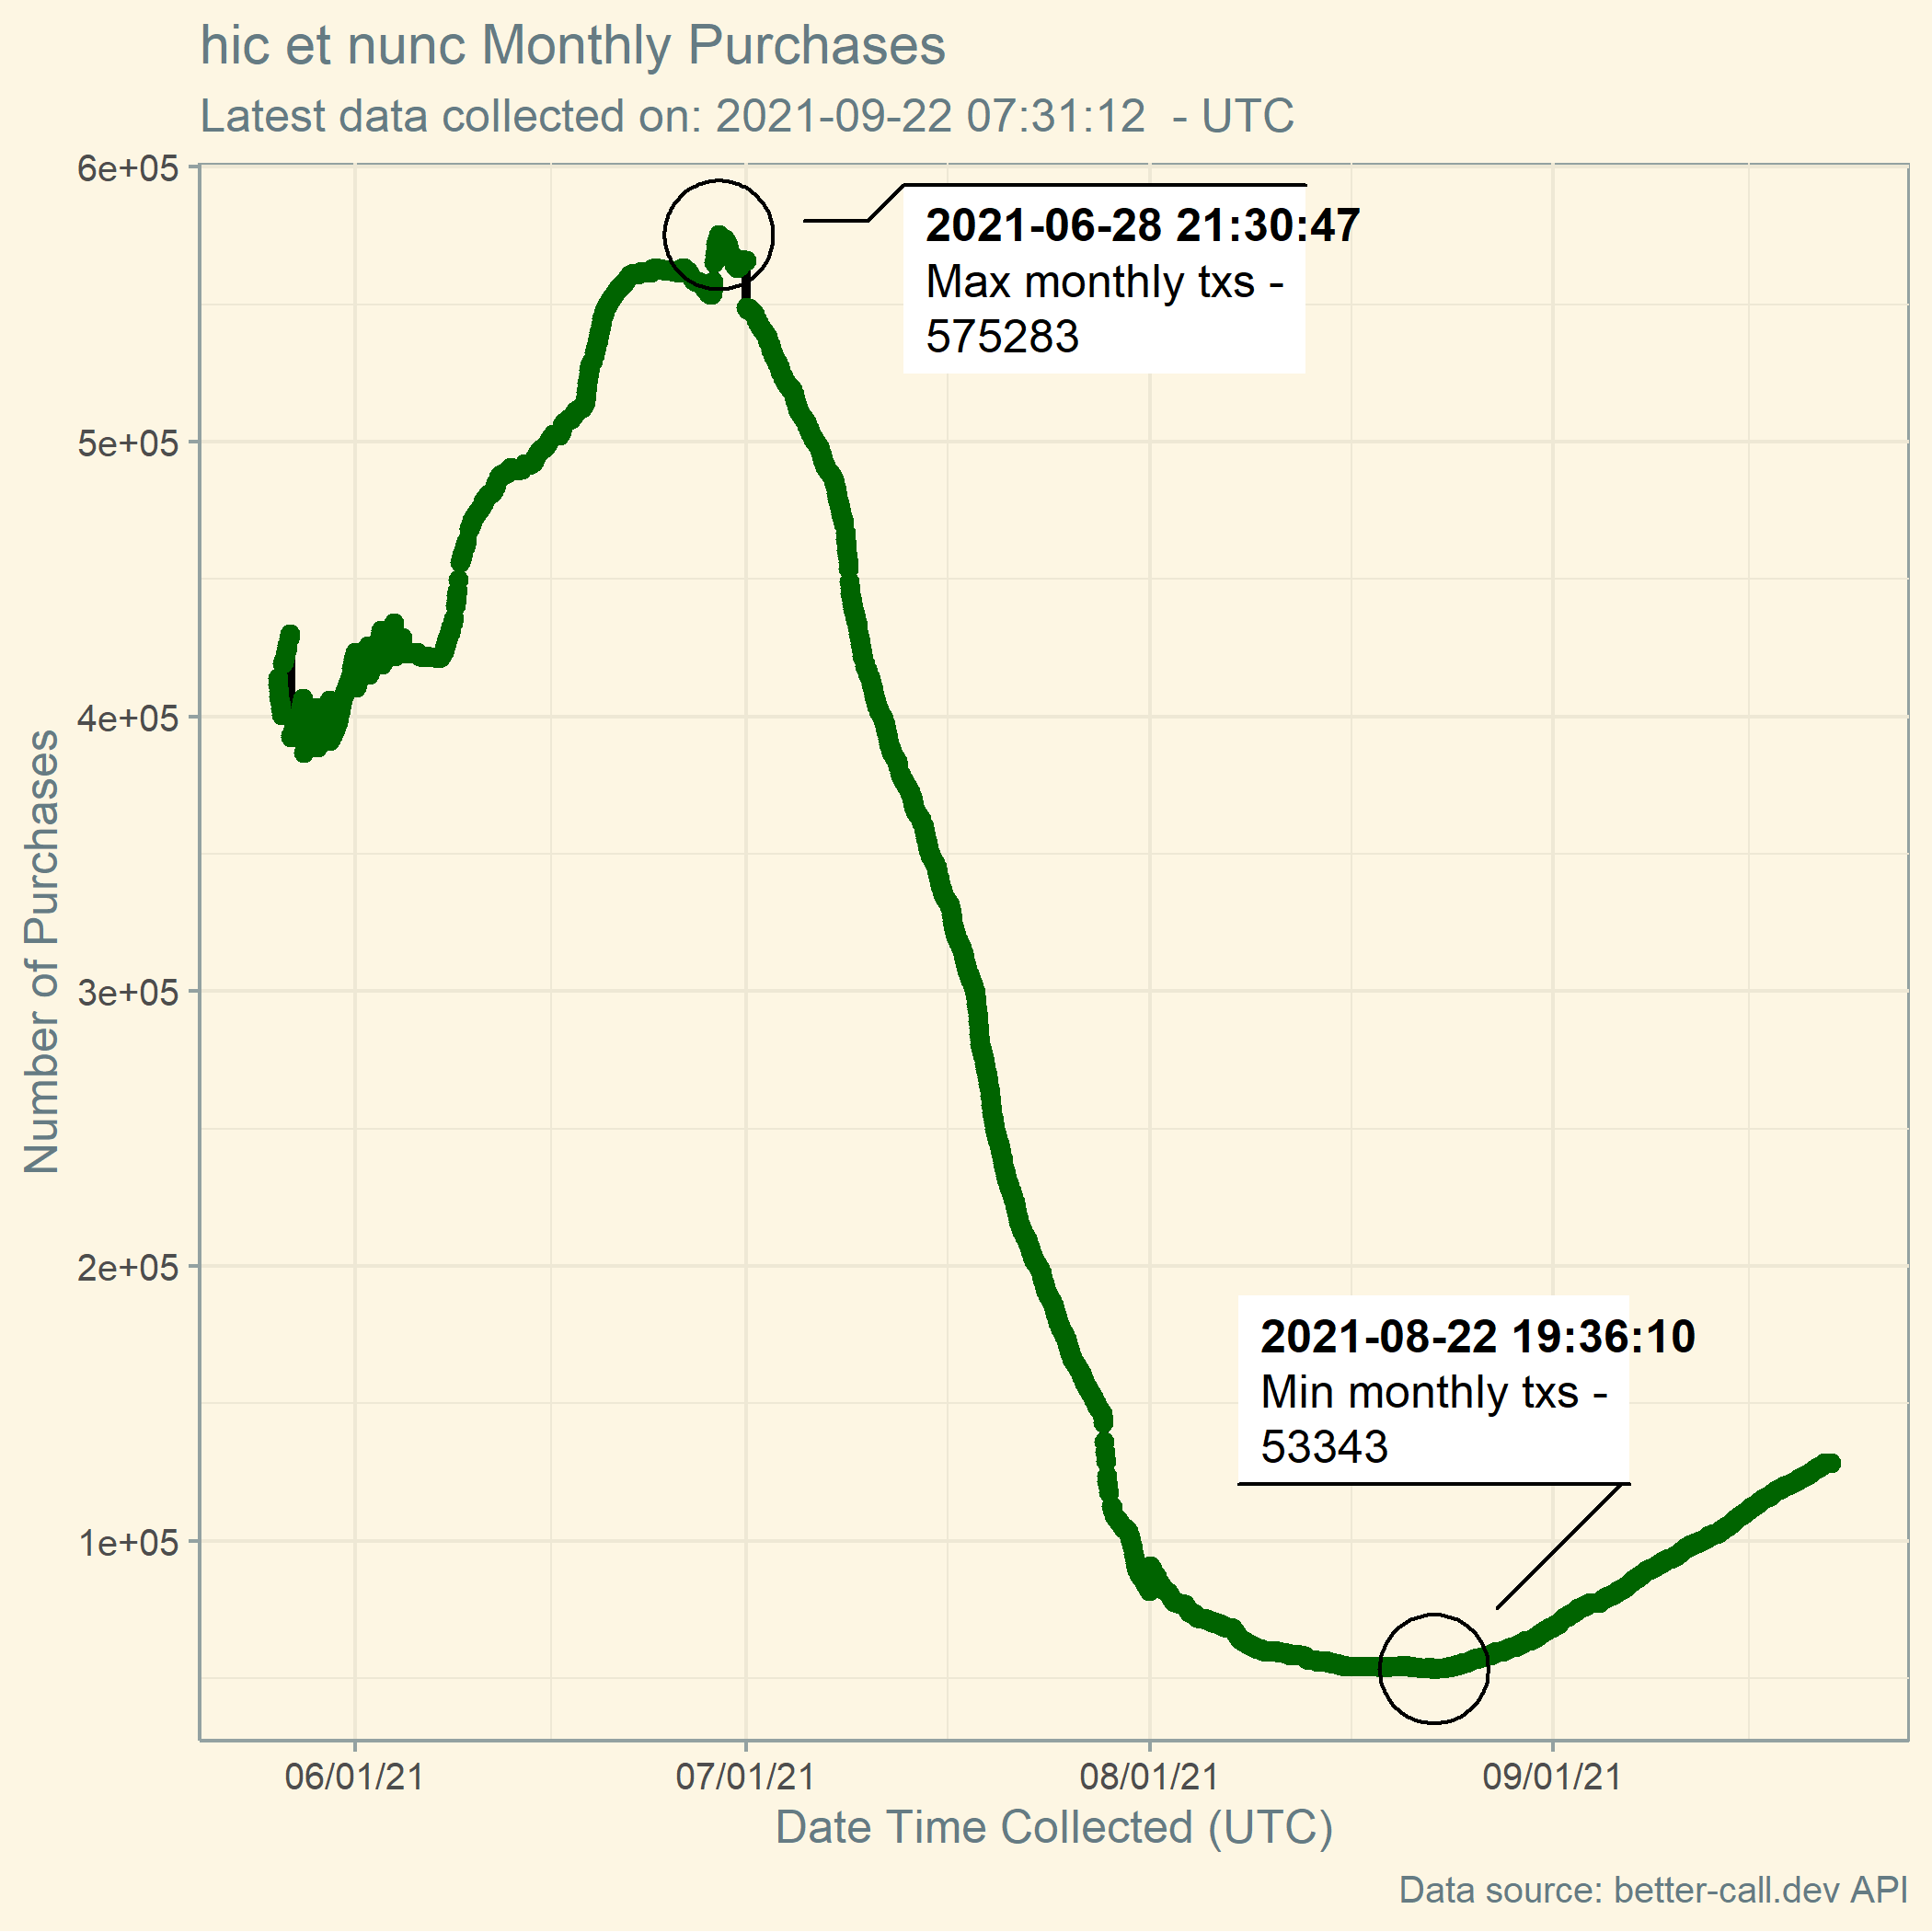 hic et nunc Monthly Purchases
Latest data collected on: 2021-09-22 07:31:12 - UTC
6e+05
5e+05
4e+05
3e+05
2e+05
1e+05
Number of Purchases
2021-06-28 21:30:47
Max monthly txs -
575283
2021-08-22 19:36:10
Min monthly txs -
53343
06/01/21
07/01/21
08/01/21
09/01/21
Date Time Collected (UTC)
Data source: better-call.dev API